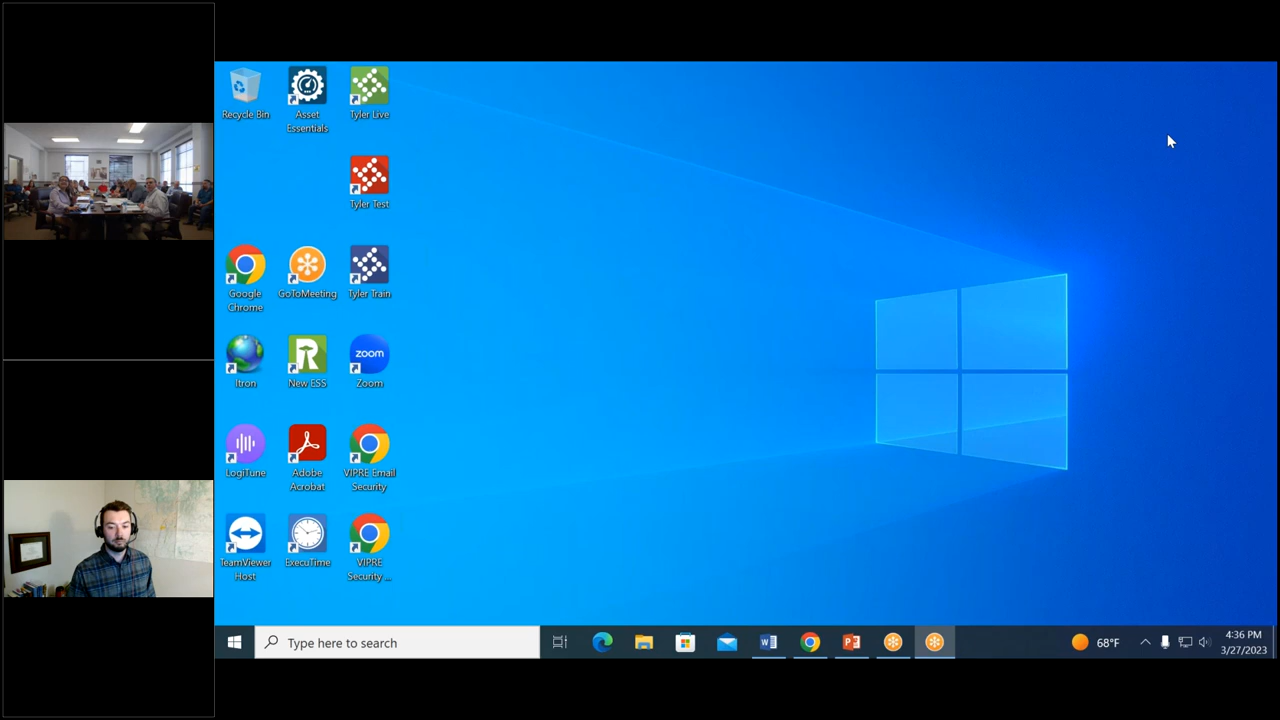 Recycle Bin
Asset
Essentials
Tyler Live
Tyler Test
Google
Chrome
GoToMeeting
Tyler Train
Itron
New ESS
zoom
Zoom
LogiTune
Adobe
Acrobat
VIPRE Email
Security
TeamViewer
Host
ExecuTime
VIPRE
Security...
Type here to search
68°F
4:36 PM
3/27/2023